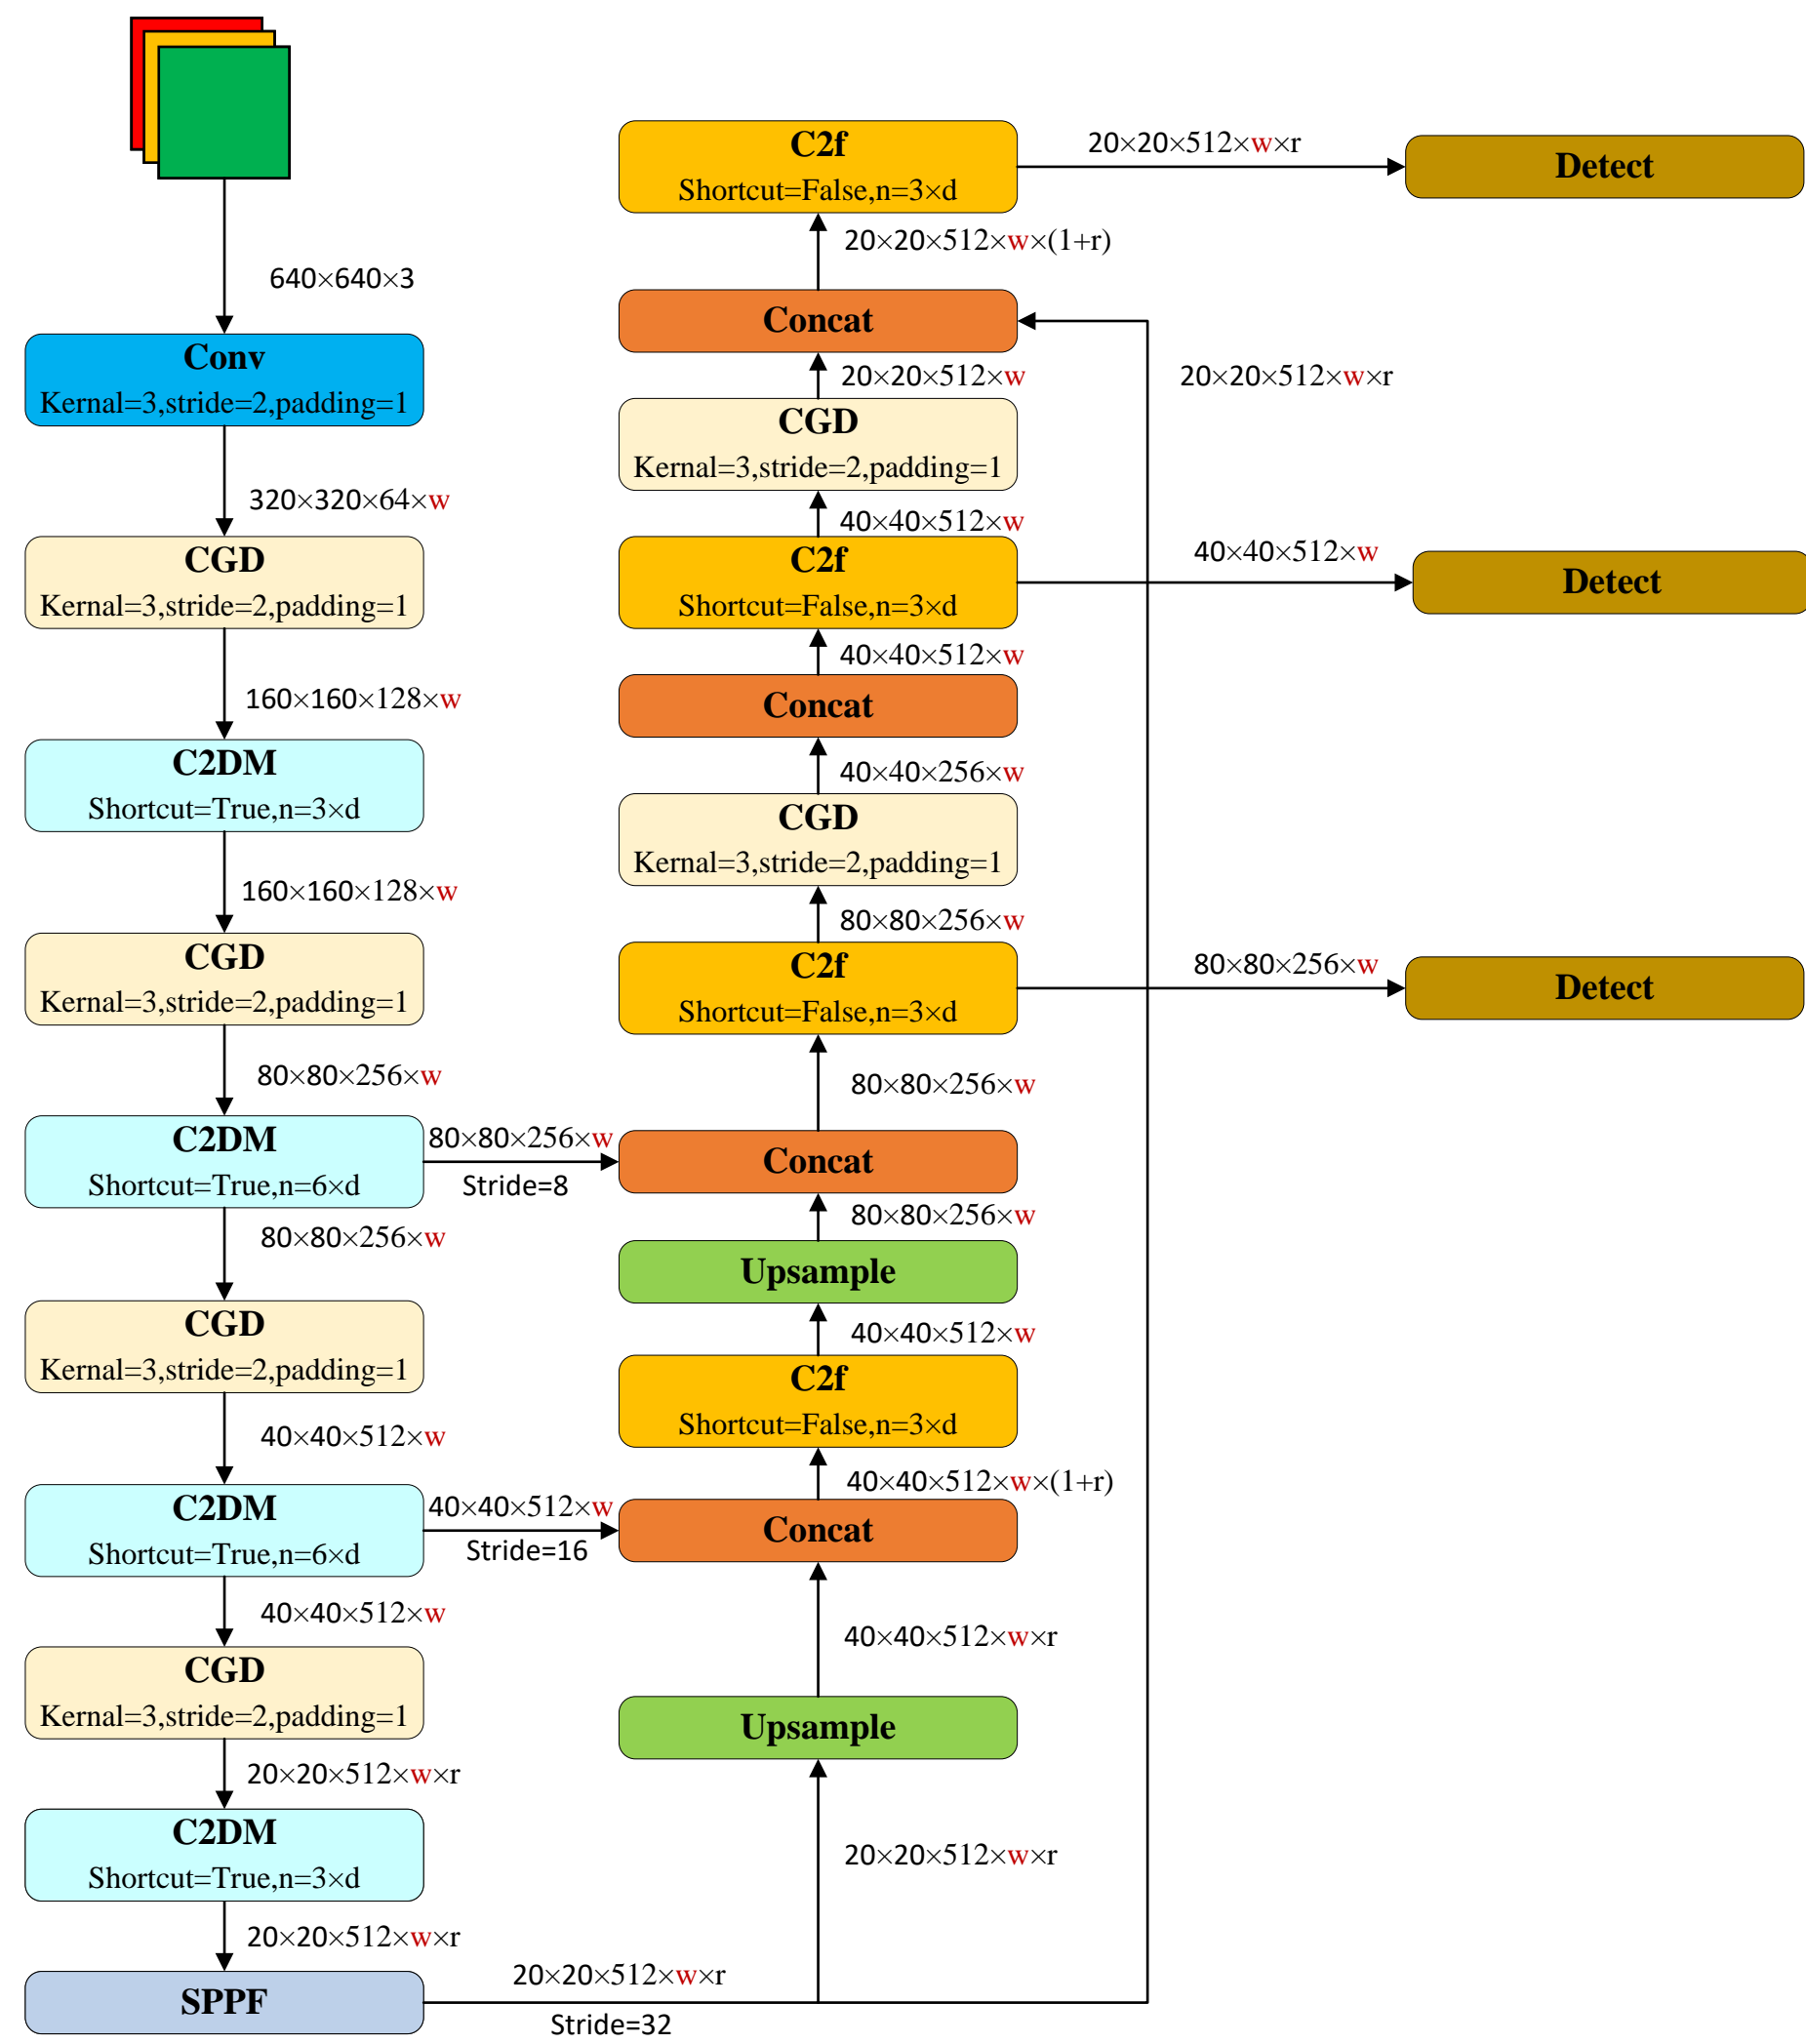 640×640×3
Conv
Kernal=3,stride=2,padding=1
320×320×64×w
CGD
Kernal=3,stride=2,padding=1
160×160×128×w
C2DM
Shortcut=True,n=3×d
160×160×128×w
CGD
Kernal=3,stride=2,padding=1
80×80×256×w
C2DM
Shortcut=True,n=6×d
80×80×256×w
Stride=8
80×80×256×w
CGD
Kernal=3,stride=2,padding=1
40×40×512×w
C2DM
Shortcut=True,n=6×d
40×40×512×w
Stride=16
40×40×512×w
CGD
Kernal=3,stride=2,padding=1
20×20×512×w×r
C2DM
Shortcut=True,n=3×d
20×20×512×w×r
SPPF
20×20×512×w×r
Stride=32
C2f
Shortcut=False,n=3×d
20×20×512×w×(1+r)
Concat
20×20×512×w
CGD
Kernal=3,stride=2,padding=1
40×40×512×w
C2f
Shortcut=False,n=3×d
40×40×512×w
Concat
40×40×256×w
CGD
Kernal=3,stride=2,padding=1
80×80×256×w
C2f
Shortcut=False,n=3×d
80×80×256×w
Concat
80×80×256×w
Upsample
40×40×512×w
C2f
Shortcut=False,n=3×d
40×40×512×w×(1+r)
Concat
40×40×512×w×r
Upsample
20×20×512×w×r
20×20×512×w×r
Detect
20×20×512×w×r
40×40×512×w
Detect
80×80×256×w
Detect